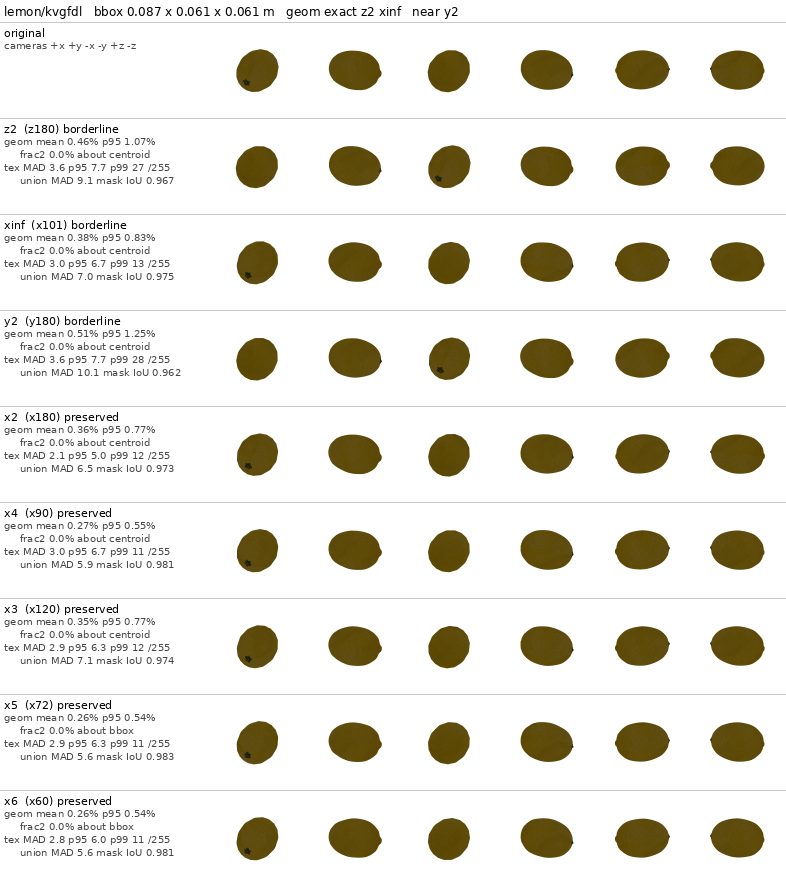 lemon/kvgfdl   bbox 0.087 x 0.061 x 0.061 m   geom exact z2 xinf   near y2
original
cameras +x +y -x -y +z -z
z2  (z180) borderline
geom mean 0.46% p95 1.07%
frac2 0.0% about centroid
tex MAD 3.6 p95 7.7 p99 27 /255
union MAD 9.1 mask IoU 0.967
xinf  (x101) borderline
geom mean 0.38% p95 0.83%
frac2 0.0% about centroid
tex MAD 3.0 p95 6.7 p99 13 /255
union MAD 7.0 mask IoU 0.975
y2  (y180) borderline
geom mean 0.51% p95 1.25%
frac2 0.0% about centroid
tex MAD 3.6 p95 7.7 p99 28 /255
union MAD 10.1 mask IoU 0.962
x2  (x180) preserved
geom mean 0.36% p95 0.77%
frac2 0.0% about centroid
tex MAD 2.1 p95 5.0 p99 12 /255
union MAD 6.5 mask IoU 0.973
x4  (x90) preserved
geom mean 0.27% p95 0.55%
frac2 0.0% about centroid
tex MAD 3.0 p95 6.7 p99 11 /255
union MAD 5.9 mask IoU 0.981
x3  (x120) preserved
geom mean 0.35% p95 0.77%
frac2 0.0% about centroid
tex MAD 2.9 p95 6.3 p99 12 /255
union MAD 7.1 mask IoU 0.974
x5  (x72) preserved
geom mean 0.26% p95 0.54%
frac2 0.0% about bbox
tex MAD 2.9 p95 6.3 p99 11 /255
union MAD 5.6 mask IoU 0.983
x6  (x60) preserved
geom mean 0.26% p95 0.54%
frac2 0.0% about bbox
tex MAD 2.8 p95 6.0 p99 11 /255
union MAD 5.6 mask IoU 0.981